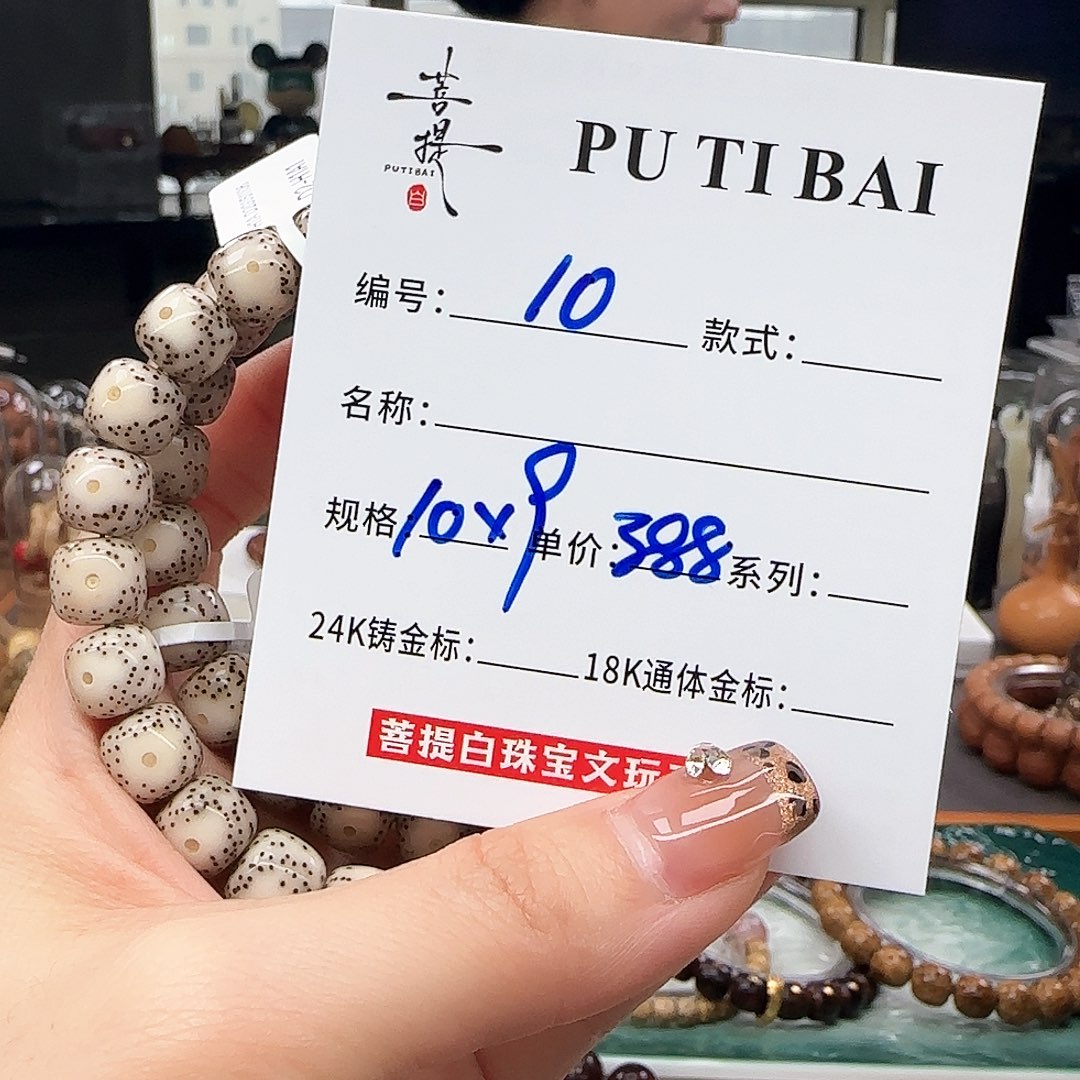 菩提
PUTIBAI
白
PU TI BAI
编号：10 款式：
名称：
规格：10×9 单价：388 系列：
24K铸金标： 18K通体金标：
菩提白珠宝文玩